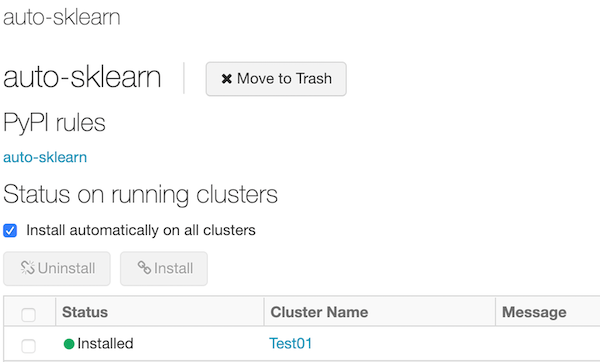 auto-sklearn
auto-sklearn ✖ Move to Trash
PyPI rules
auto-sklearn
Status on running clusters
Install automatically on all clusters
Uninstall Install
Status Cluster Name Message
Installed Test01